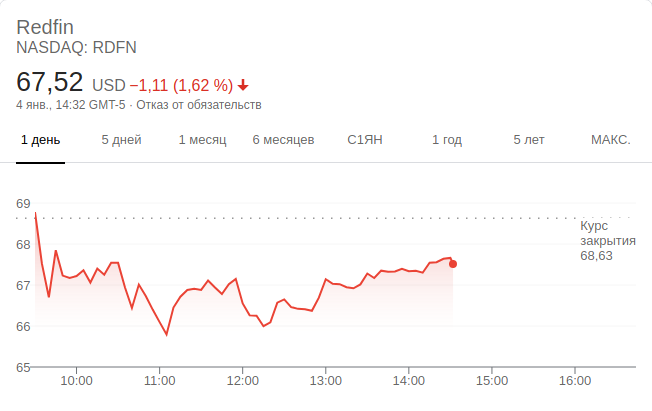 Redfin
NASDAQ: RDFN
67,52 USD −1,11 (1,62 %)
4 янв., 14:32 GMT-5 · Отказ от обязательств
1 день 5 дней 1 месяц 6 месяцев С1ЯН 1 год 5 лет МАКС.
69
Курс
закрытия
68,63
68
67
66
65
10:00 11:00 12:00 13:00 14:00 15:00 16:00